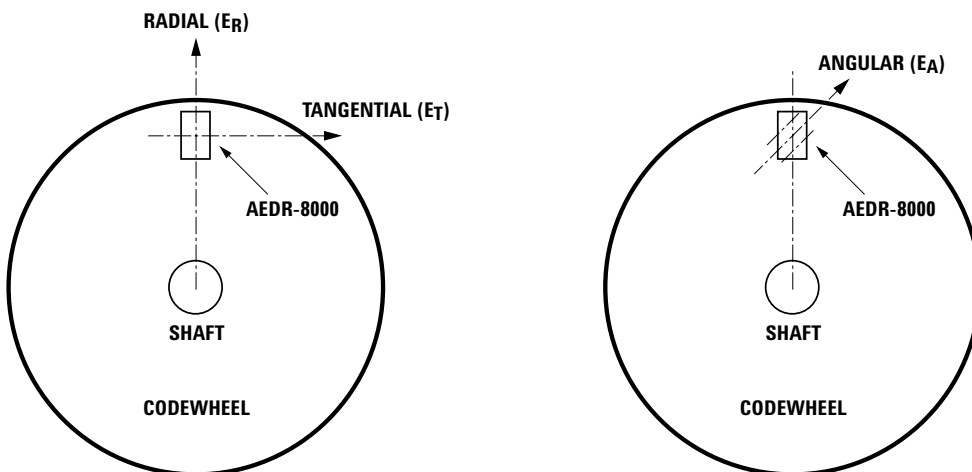 RADIAL (ER)
TANGENTIAL (ET)
AEDR-8000
SHAFT
CODEWHEEL
ANGULAR (EA)
AEDR-8000
SHAFT
CODEWHEEL